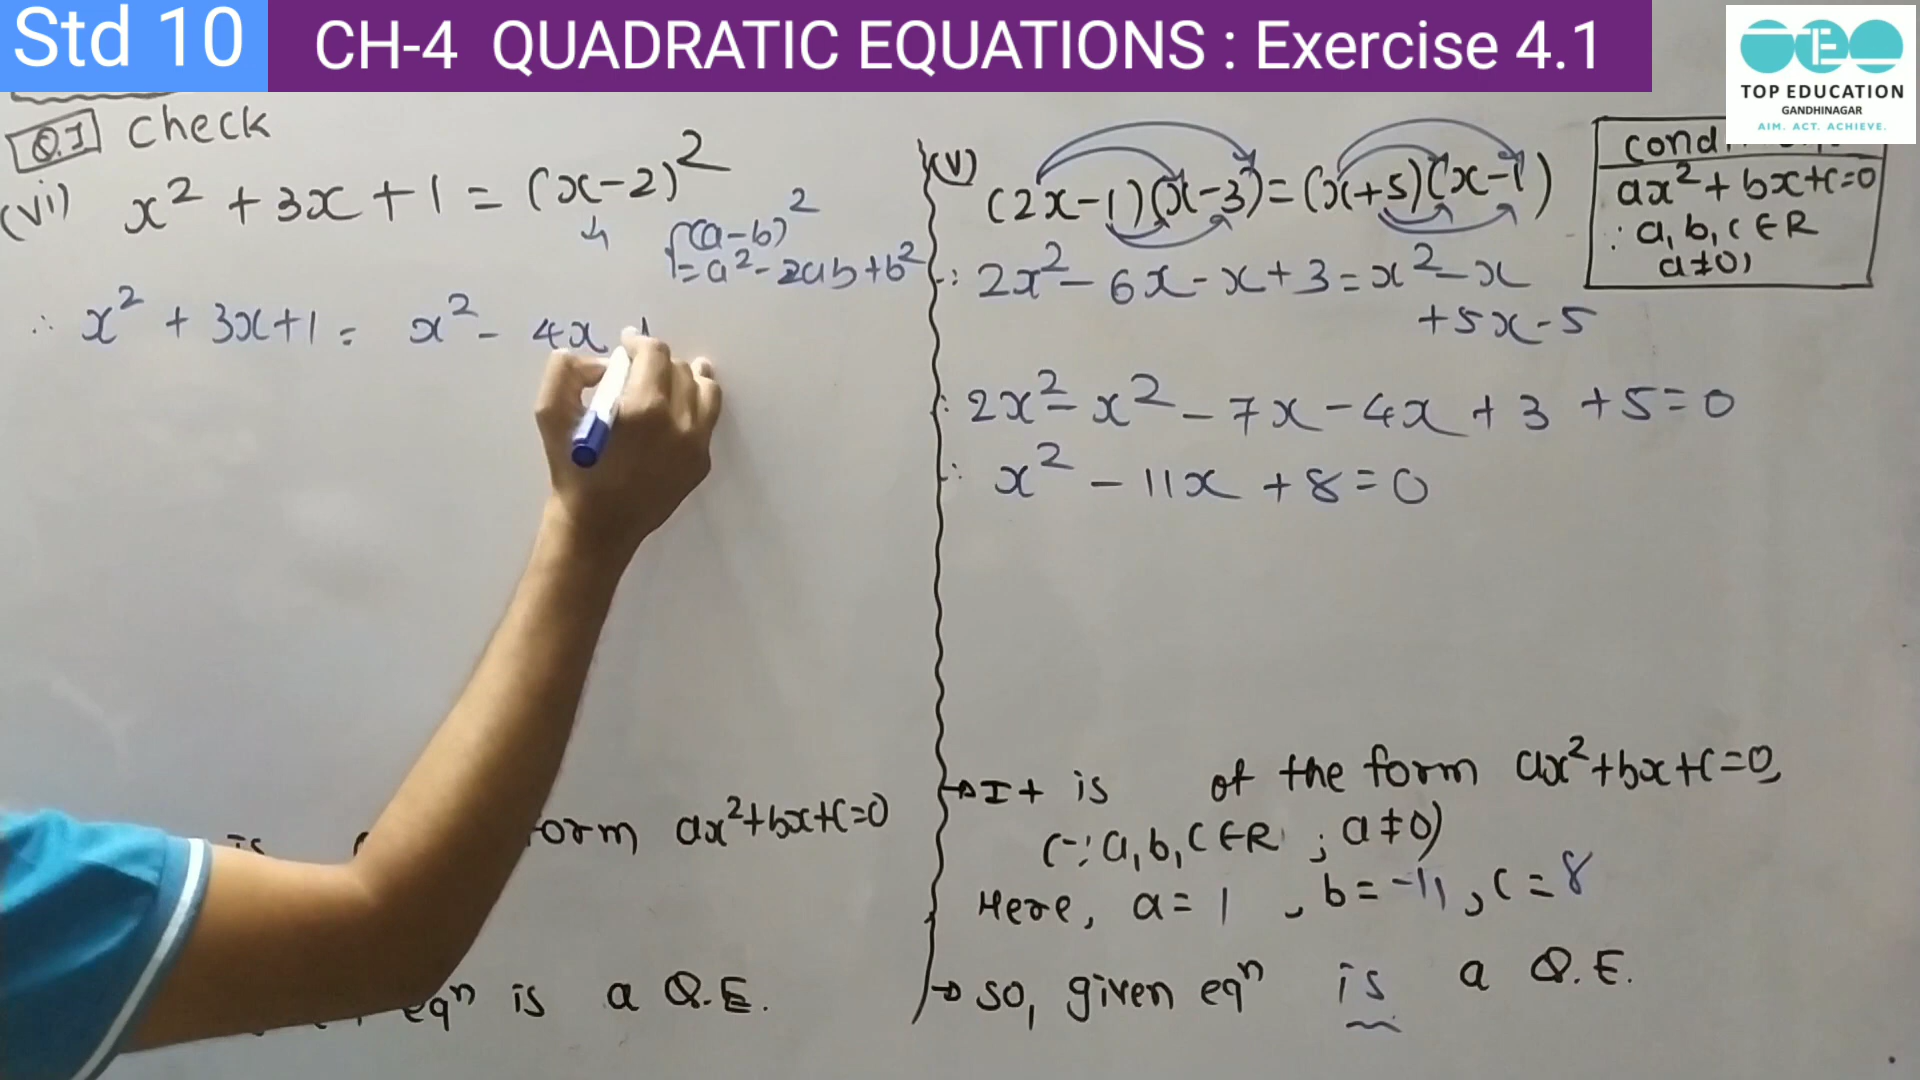 Std 10
CH-4 QUADRATIC EQUATIONS : Exercise 4.1
TOP EDUCATION
GANDHINAGAR
AIM. ACT. ACHIEVE.
Q.1 check
(vi) x² + 3x + 1 = (x-2)²
(a-b)²
= a² - 2ab + b²
∴ x² + 3x + 1 = x² - 4x
is
orm ax²+bx+c=0
eqⁿ is a Q.E.
(v) (2x-1)(x-3) = (x+5)(x-1)
∴ 2x² - 6x - x + 3 = x² - x
+ 5x - 5
∴ 2x² - x² - 7x - 4x + 3 + 5 = 0
∴ x² - 11x + 8 = 0
→ It is of the form ax²+bx+c=0,
(∵ a, b, c ∈ R ; a ≠ 0)
Here, a = 1 , b = -11 , c = 8
→ so, given eqⁿ is a Q.E.
cond
ax² + bx + c = 0
∵ a, b, c ∈ R
a ≠ 0)